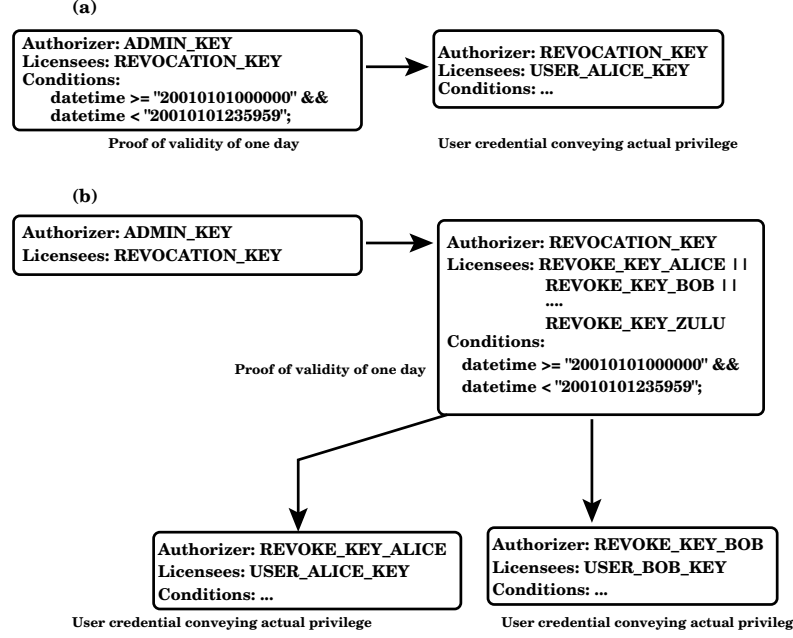 (a)
Authorizer: ADMIN_KEY
Licensees: REVOCATION_KEY
Conditions:
datetime >= "20010101000000" &&
datetime < "20010101235959";
Proof of validity of one day
Authorizer: REVOCATION_KEY
Licensees: USER_ALICE_KEY
Conditions: ...
User credential conveying actual privilege
(b)
Authorizer: ADMIN_KEY
Licensees: REVOCATION_KEY
Authorizer: REVOCATION_KEY
Licensees: REVOKE_KEY_ALICE ||
REVOKE_KEY_BOB ||
....
REVOKE_KEY_ZULU
Conditions:
datetime >= "20010101000000" &&
datetime < "20010101235959";
Proof of validity of one day
Authorizer: REVOKE_KEY_ALICE
Licensees: USER_ALICE_KEY
Conditions: ...
User credential conveying actual privilege
Authorizer: REVOKE_KEY_BOB
Licensees: USER_BOB_KEY
Conditions: ...
User credential conveying actual privileg